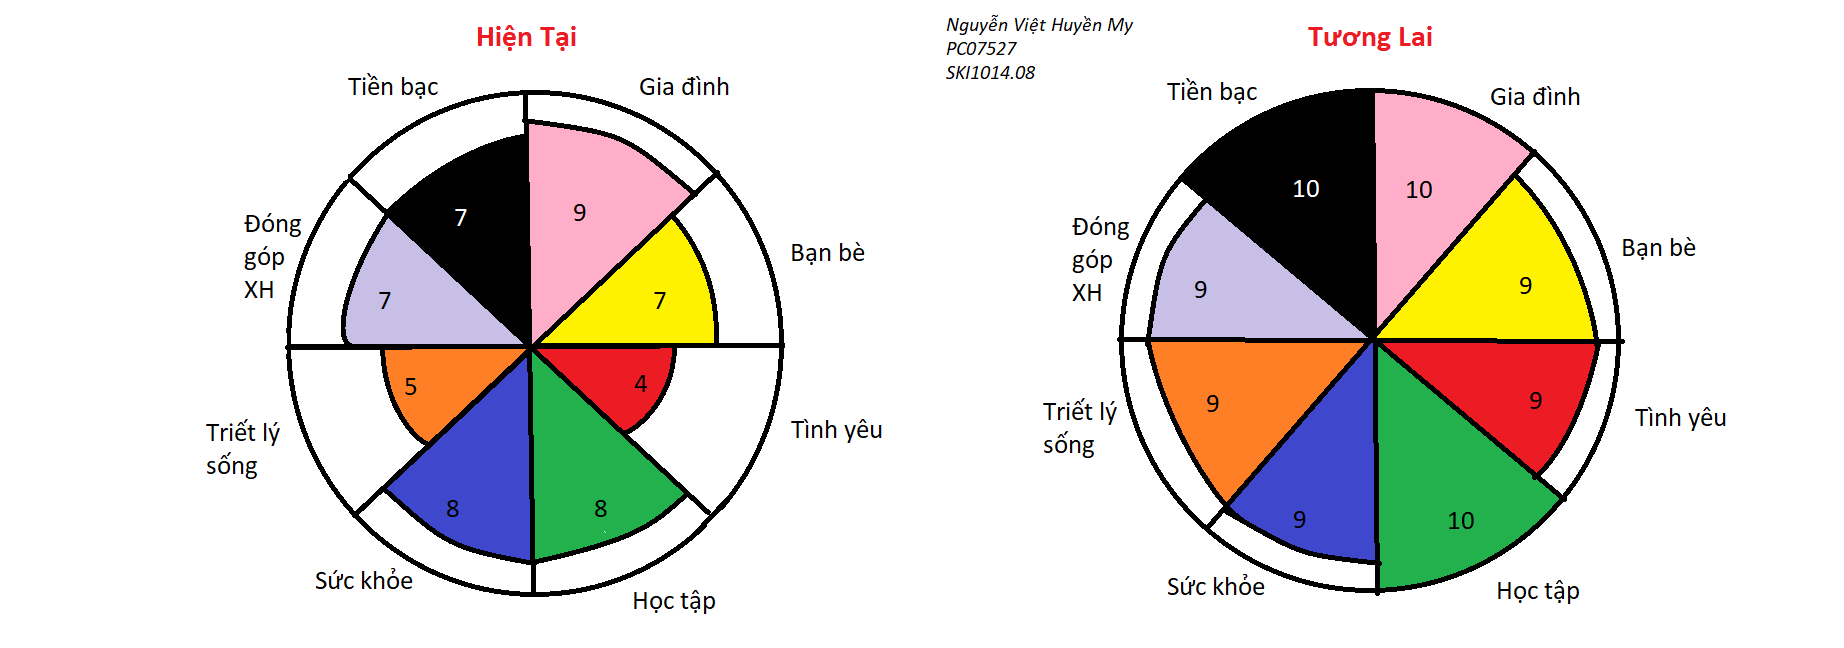 Hiện Tại
Tiền bạc
Gia đình
Đóng
góp
XH
Bạn bè
7
9
7
7
5
4
8
8
Triết lý
sống
Tình yêu
Sức khỏe
Học tập
Nguyễn Việt Huyền My
PC07527
SKI1014.08
Tương Lai
Tiền bạc
Gia đình
Đóng
góp
XH
Bạn bè
10
10
9
9
9
9
9
10
Triết lý
sống
Tình yêu
Sức khỏe
Học tập